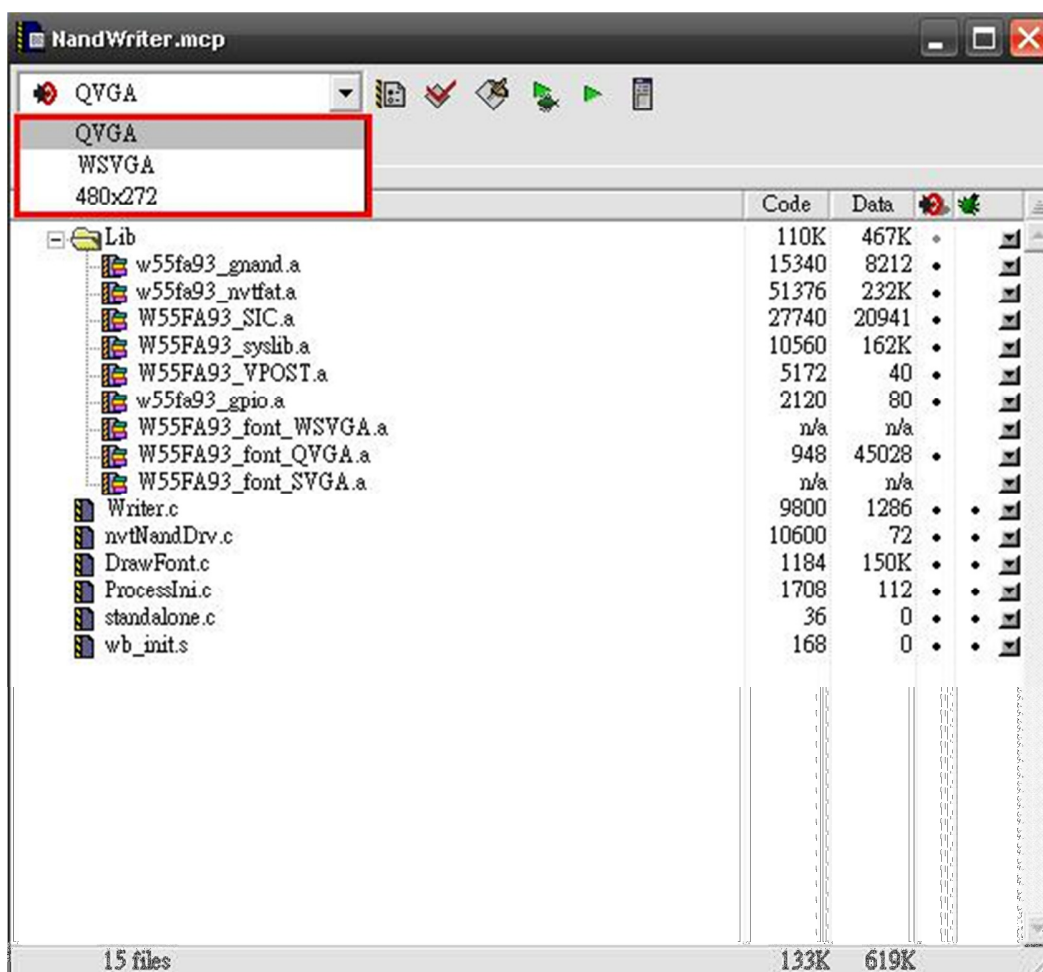 NandWriter.mcp
QVGA
QVGA
WSVGA
480x272
Code Data
Lib 110K 467K
w55fa93_gnand.a 15340 8212
w55fa93_nvtfat.a 51376 232K
W55FA93_SIC.a 27740 20941
W55FA93_syslib.a 10560 162K
W55FA93_VPOST.a 5172 40
w55fa93_gpio.a 2120 80
W55FA93_font_WSVGA.a n/a n/a
W55FA93_font_QVGA.a 948 45028
W55FA93_font_SVGA.a n/a n/a
Writer.c 9800 1286
nvtNandDrv.c 10600 72
DrawFont.c 1184 150K
ProcessIni.c 1708 112
standalone.c 36 0
wb_init.s 168 0
15 files 133K 619K